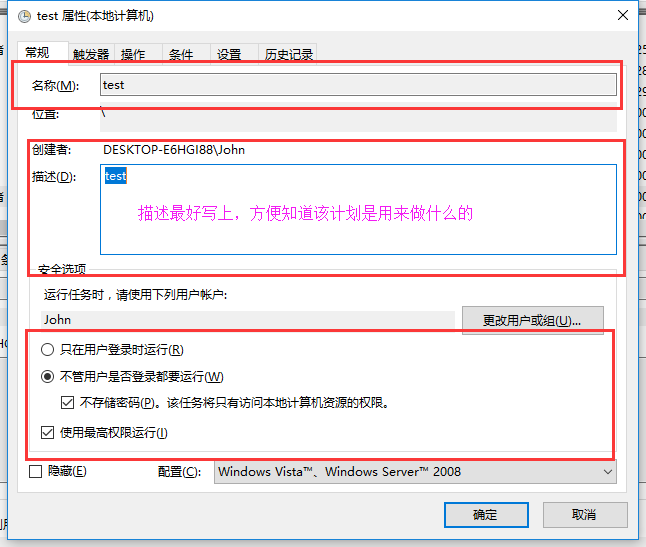 test 属性(本地计算机)
常规 触发器 操作 条件 设置 历史记录
名称(M): test
位置: \
创建者: DESKTOP-E6HGI88\John
描述(D): test
描述最好写上，方便知道该计划是用来做什么的
安全选项
运行任务时，请使用下列用户帐户:
John 更改用户或组(U)...
只在用户登录时运行(R)
不管用户是否登录都要运行(W)
不存储密码(P)。该任务将只有访问本地计算机资源的权限。
使用最高权限运行(I)
隐藏(E) 配置(C): Windows Vista™、Windows Server™ 2008
确定 取消